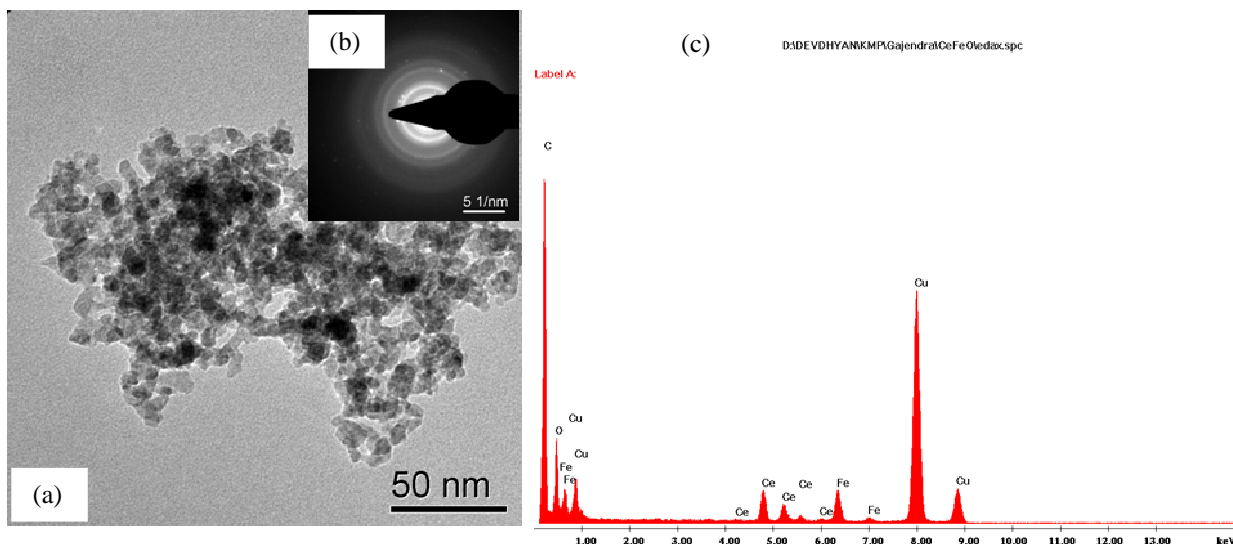 (a)
50 nm
(b)
5 1/nm
(c)
D:\DEVDHYAN\KMP\Gajendra\CeFeO\edax.spc
Label A:
C
O
Fe
Fe
Cu
Cu
Ce
Ce
Ce
Ce
Ce
Fe
Fe
Cu
Cu
1.00 2.00 3.00 4.00 5.00 6.00 7.00 8.00 9.00 10.00 11.00 12.00 13.00 keV